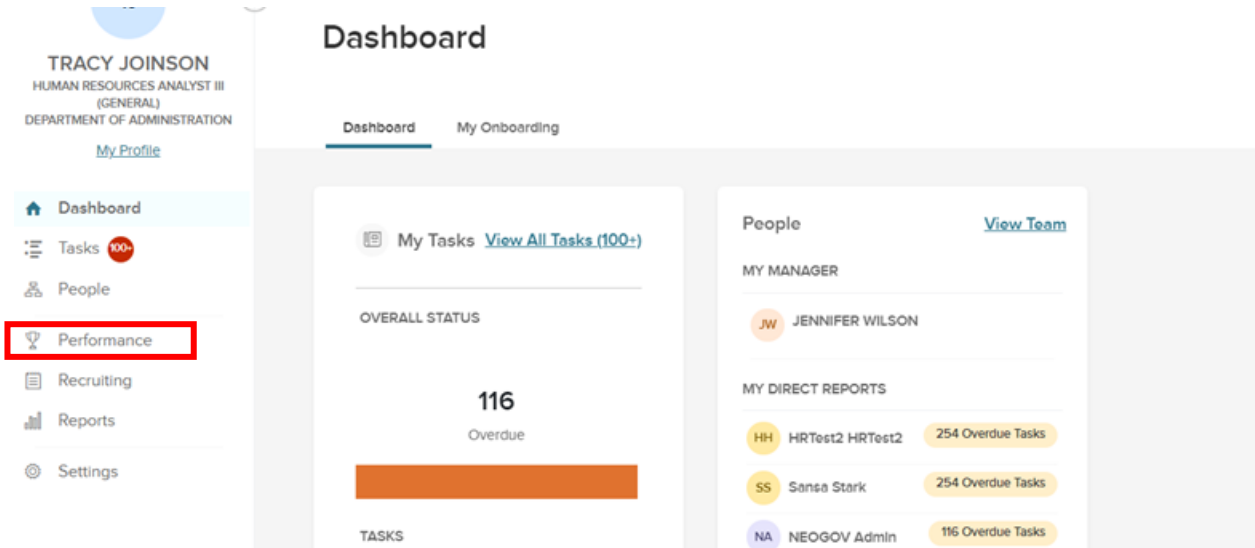 TRACY JOINSON
HUMAN RESOURCES ANALYST III
(GENERAL)
DEPARTMENT OF ADMINISTRATION
My Profile
Dashboard
Tasks 100+
People
Performance
Recruiting
Reports
Settings
Dashboard
Dashboard My Onboarding
My Tasks View All Tasks (100+)
OVERALL STATUS
116
Overdue
TASKS
People View Team
MY MANAGER
JW JENNIFER WILSON
MY DIRECT REPORTS
HH HRTest2 HRTest2 254 Overdue Tasks
SS Sansa Stark 254 Overdue Tasks
NA NEOGOV Admin 116 Overdue Tasks